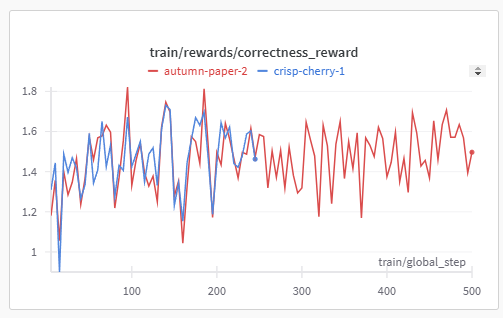 train/rewards/correctness_reward
autumn-paper-2 crisp-cherry-1
1.8
1.6
1.4
1.2
1
train/global_step
100 200 300 400 500